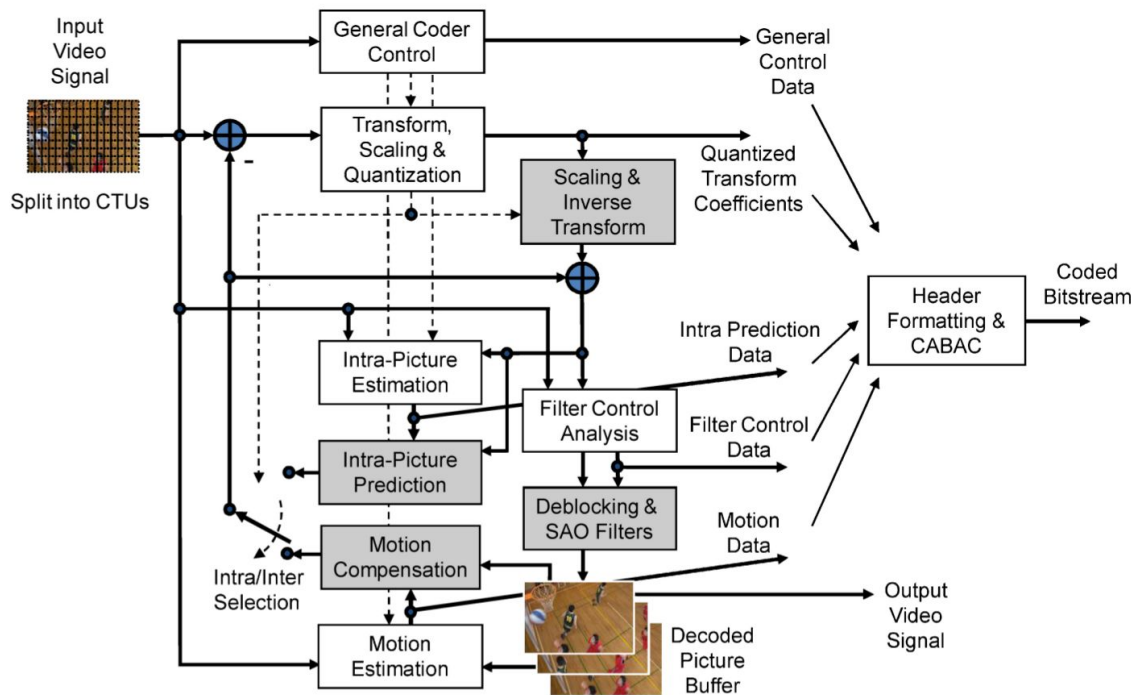 Input
Video
Signal
Split into CTUs
General Coder
Control
General
Control
Data
Transform,
Scaling &
Quantization
-
Quantized
Transform
Coefficients
Scaling &
Inverse
Transform
Header
Formatting &
CABAC
Coded
Bitstream
Intra-Picture
Estimation
Intra Prediction
Data
Filter Control
Analysis
Filter Control
Data
Intra-Picture
Prediction
Deblocking &
SAO Filters
Motion
Data
Motion
Compensation
Intra/Inter
Selection
Output
Video
Signal
Motion
Estimation
Decoded
Picture
Buffer